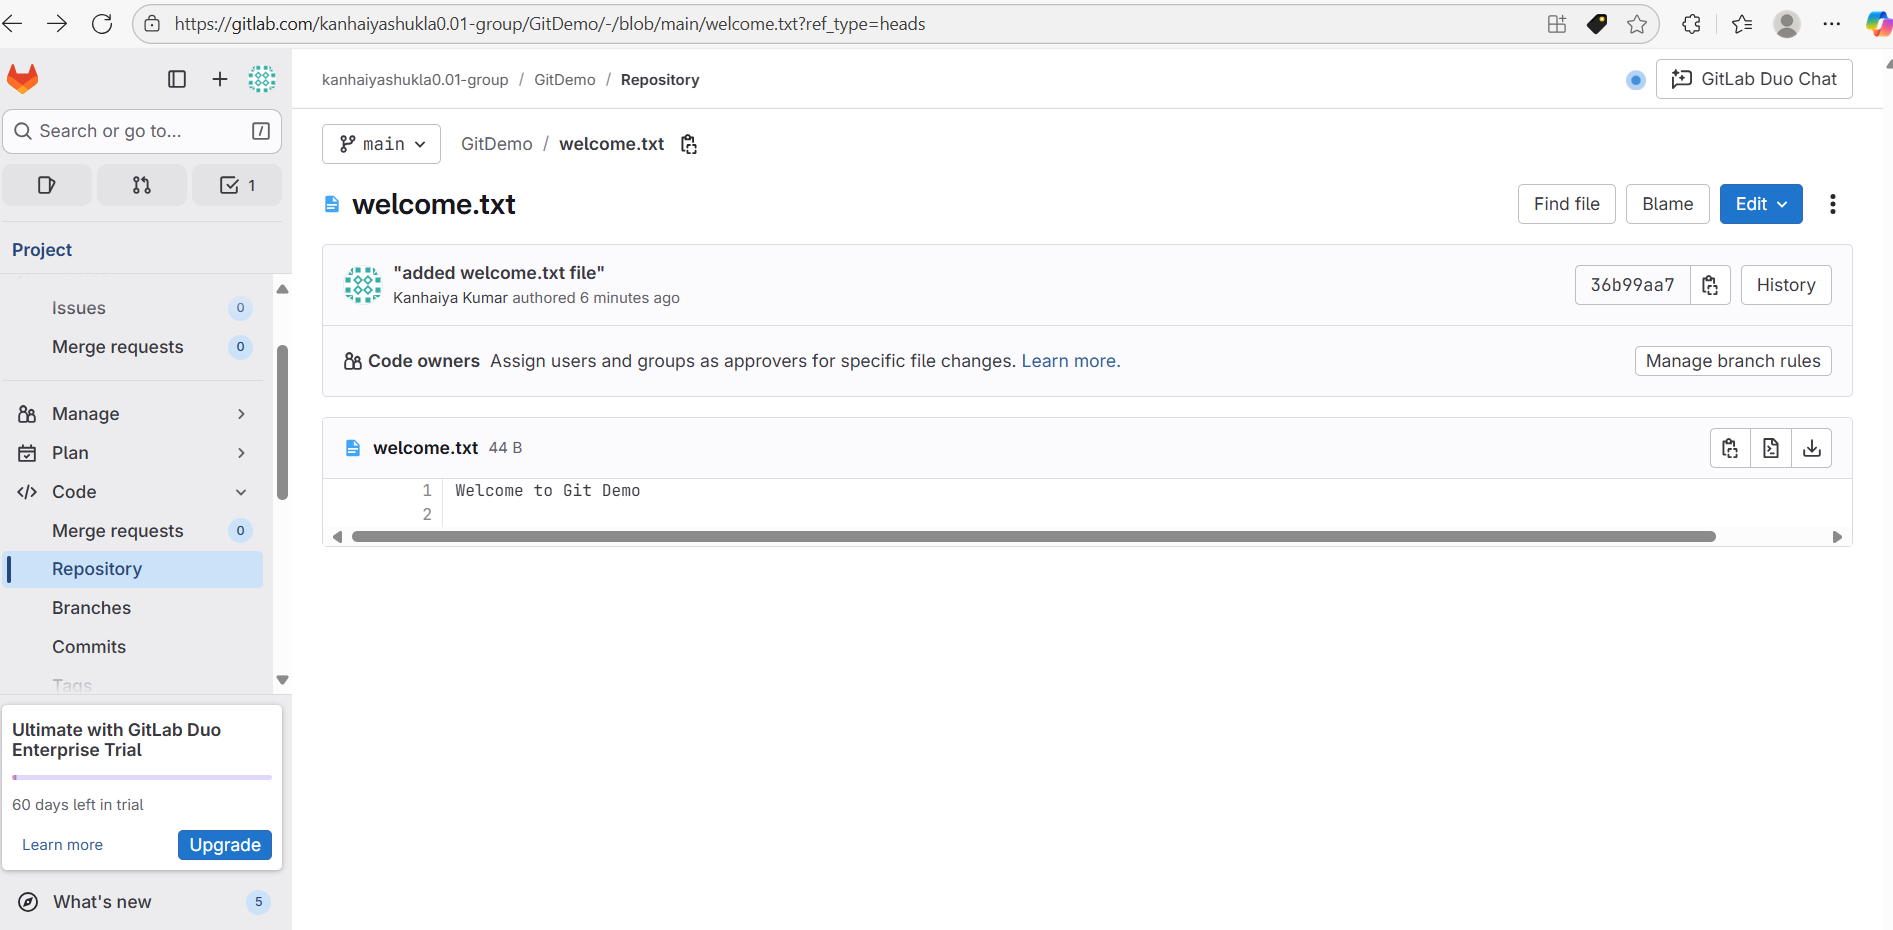 https://gitlab.com/kanhaiyashukla0.01-group/GitDemo/-/blob/main/welcome.txt?ref_type=heads
kanhaiyashukla0.01-group / GitDemo / Repository
GitLab Duo Chat
Search or go to...
/
1
Project
Issues 0
Merge requests 0
Manage
Plan
Code
Merge requests 0
Repository
Branches
Commits
Tags
Ultimate with GitLab Duo
Enterprise Trial
60 days left in trial
Learn more
Upgrade
What's new 5
main
GitDemo / welcome.txt
welcome.txt
Find file
Blame
Edit
"added welcome.txt file"
Kanhaiya Kumar authored 6 minutes ago
36b99aa7
History
Code owners Assign users and groups as approvers for specific file changes. Learn more.
Manage branch rules
welcome.txt 44 B
1 Welcome to Git Demo
2